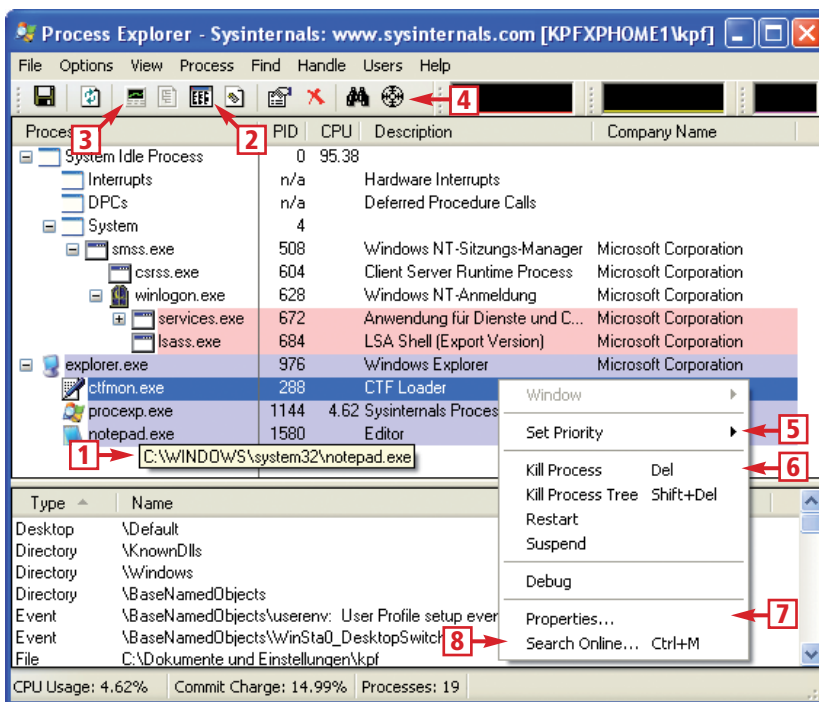 Process Explorer - Sysinternals: www.sysinternals.com [KPFXPHOME1\kpf]
File Options View Process Find Handle Users Help
3 2 4
Proces PID CPU Description Company Name
System Idle Process 0 95.38
Interrupts n/a Hardware Interrupts
DPCs n/a Deferred Procedure Calls
System 4
smss.exe 508 Windows NT-Sitzungs-Manager Microsoft Corporation
csrss.exe 604 Client Server Runtime Process Microsoft Corporation
winlogon.exe 628 Windows NT-Anmeldung Microsoft Corporation
services.exe 672 Anwendung für Dienste und C... Microsoft Corporation
lsass.exe 684 LSA Shell (Export Version) Microsoft Corporation
explorer.exe 976 Windows Explorer Microsoft Corporation
ctfmon.exe 288 CTF Loader
procexp.exe 1144 4.62 Sysinternals Proces
notepad.exe 1580 Editor
1 C:\WINDOWS\system32\notepad.exe
Window
Set Priority 5
Kill Process Del 6
Kill Process Tree Shift+Del
Restart
Suspend
Debug
Properties... 7
8 Search Online... Ctrl+M
Type Name
Desktop \Default
Directory \KnownDlls
Directory \Windows
Directory \BaseNamedObjects
Event \BaseNamedObjects\userenv: User Profile setup ever
Event \BaseNamedObjects\WinSta0_DesktopSwitch
File C:\Dokumente und Einstellungen\kpf
CPU Usage: 4.62% Commit Charge: 14.99% Processes: 19